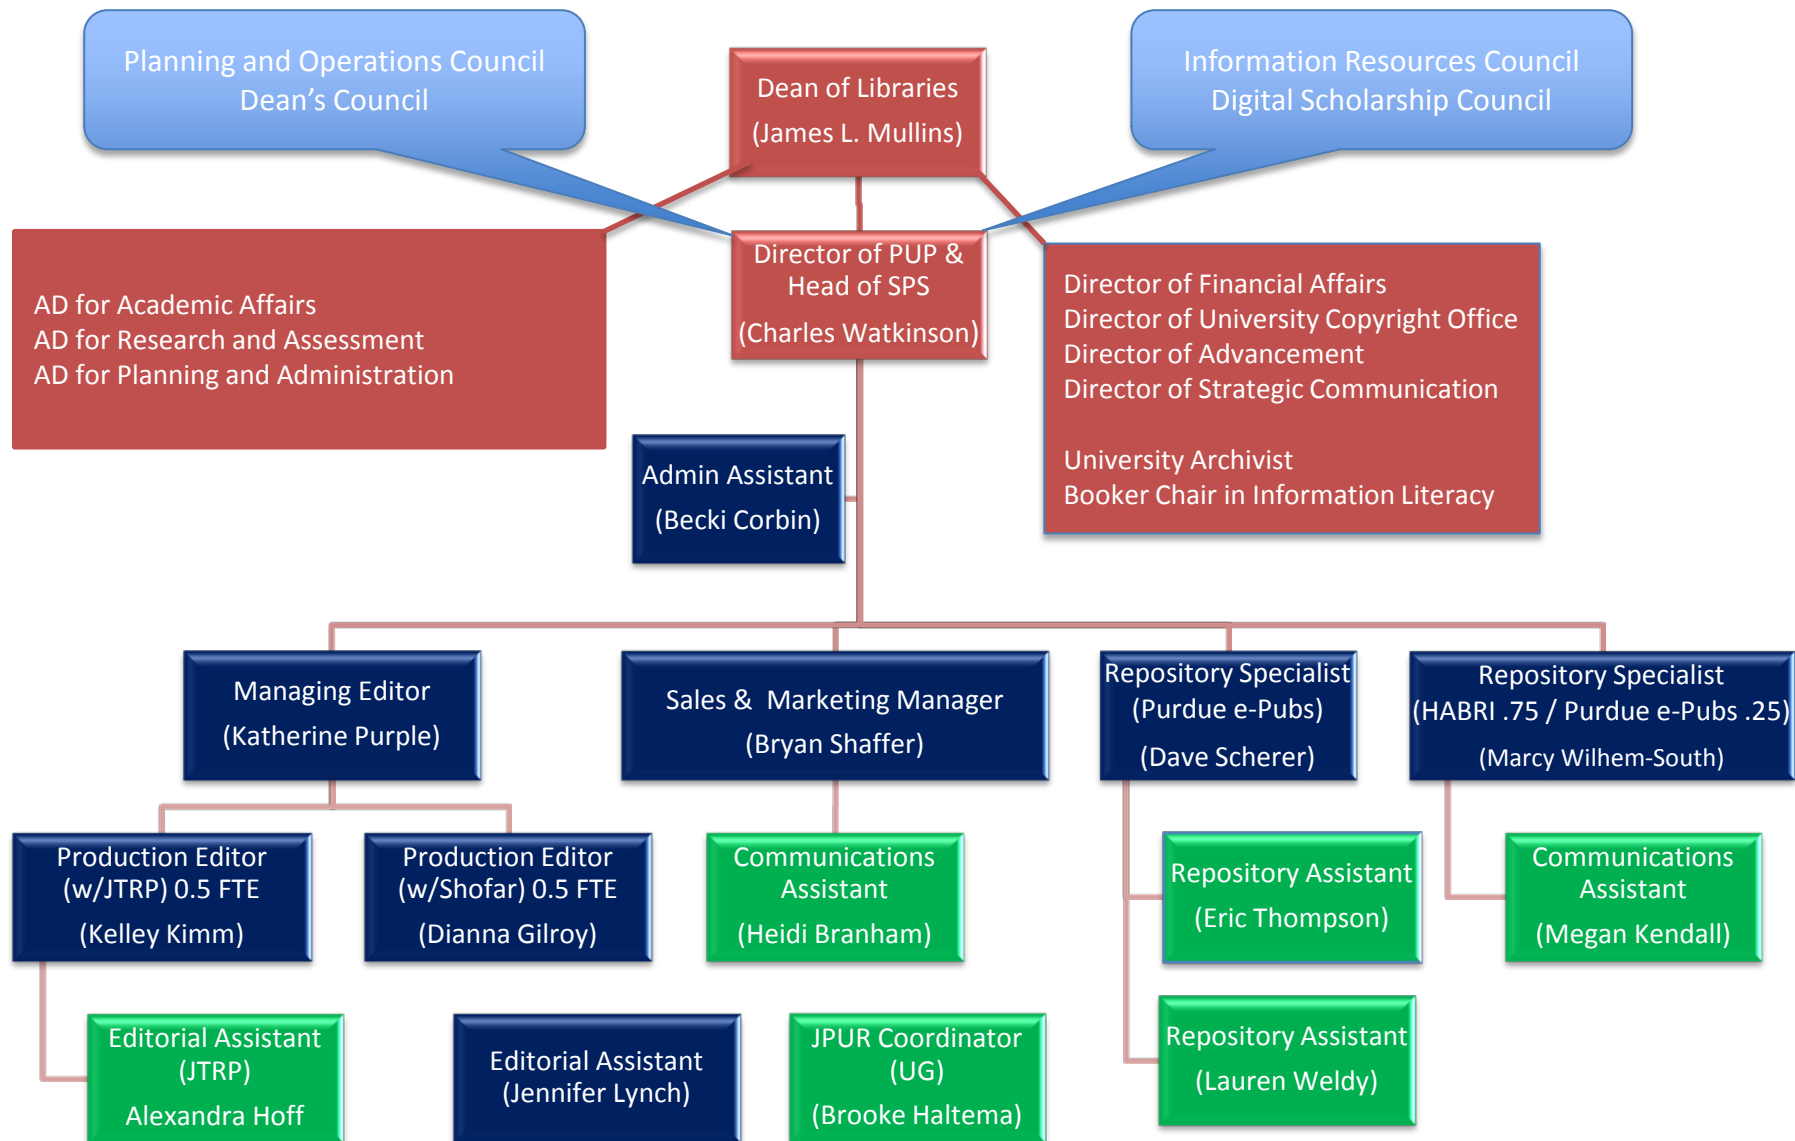 Planning and Operations Council
Dean’s Council
Information Resources Council
Digital Scholarship Council
Dean of Libraries
(James L. Mullins)
AD for Academic Affairs
AD for Research and Assessment
AD for Planning and Administration
Director of PUP &
Head of SPS
(Charles Watkinson)
Director of Financial Affairs
Director of University Copyright Office
Director of Advancement
Director of Strategic Communication
University Archivist
Booker Chair in Information Literacy
Admin Assistant
(Becki Corbin)
Managing Editor
(Katherine Purple)
Sales & Marketing Manager
(Bryan Shaffer)
Repository Specialist
(Purdue e-Pubs)
(Dave Scherer)
Repository Specialist
(HABRI .75 / Purdue e-Pubs .25)
(Marcy Wilhem-South)
Production Editor
(w/JTRP) 0.5 FTE
(Kelley Kimm)
Production Editor
(w/Shofar) 0.5 FTE
(Dianna Gilroy)
Communications
Assistant
(Heidi Branham)
Repository Assistant
(Eric Thompson)
Communications
Assistant
(Megan Kendall)
Editorial Assistant
(JTRP)
Alexandra Hoff
Editorial Assistant
(Jennifer Lynch)
JPUR Coordinator
(UG)
(Brooke Haltema)
Repository Assistant
(Lauren Weldy)